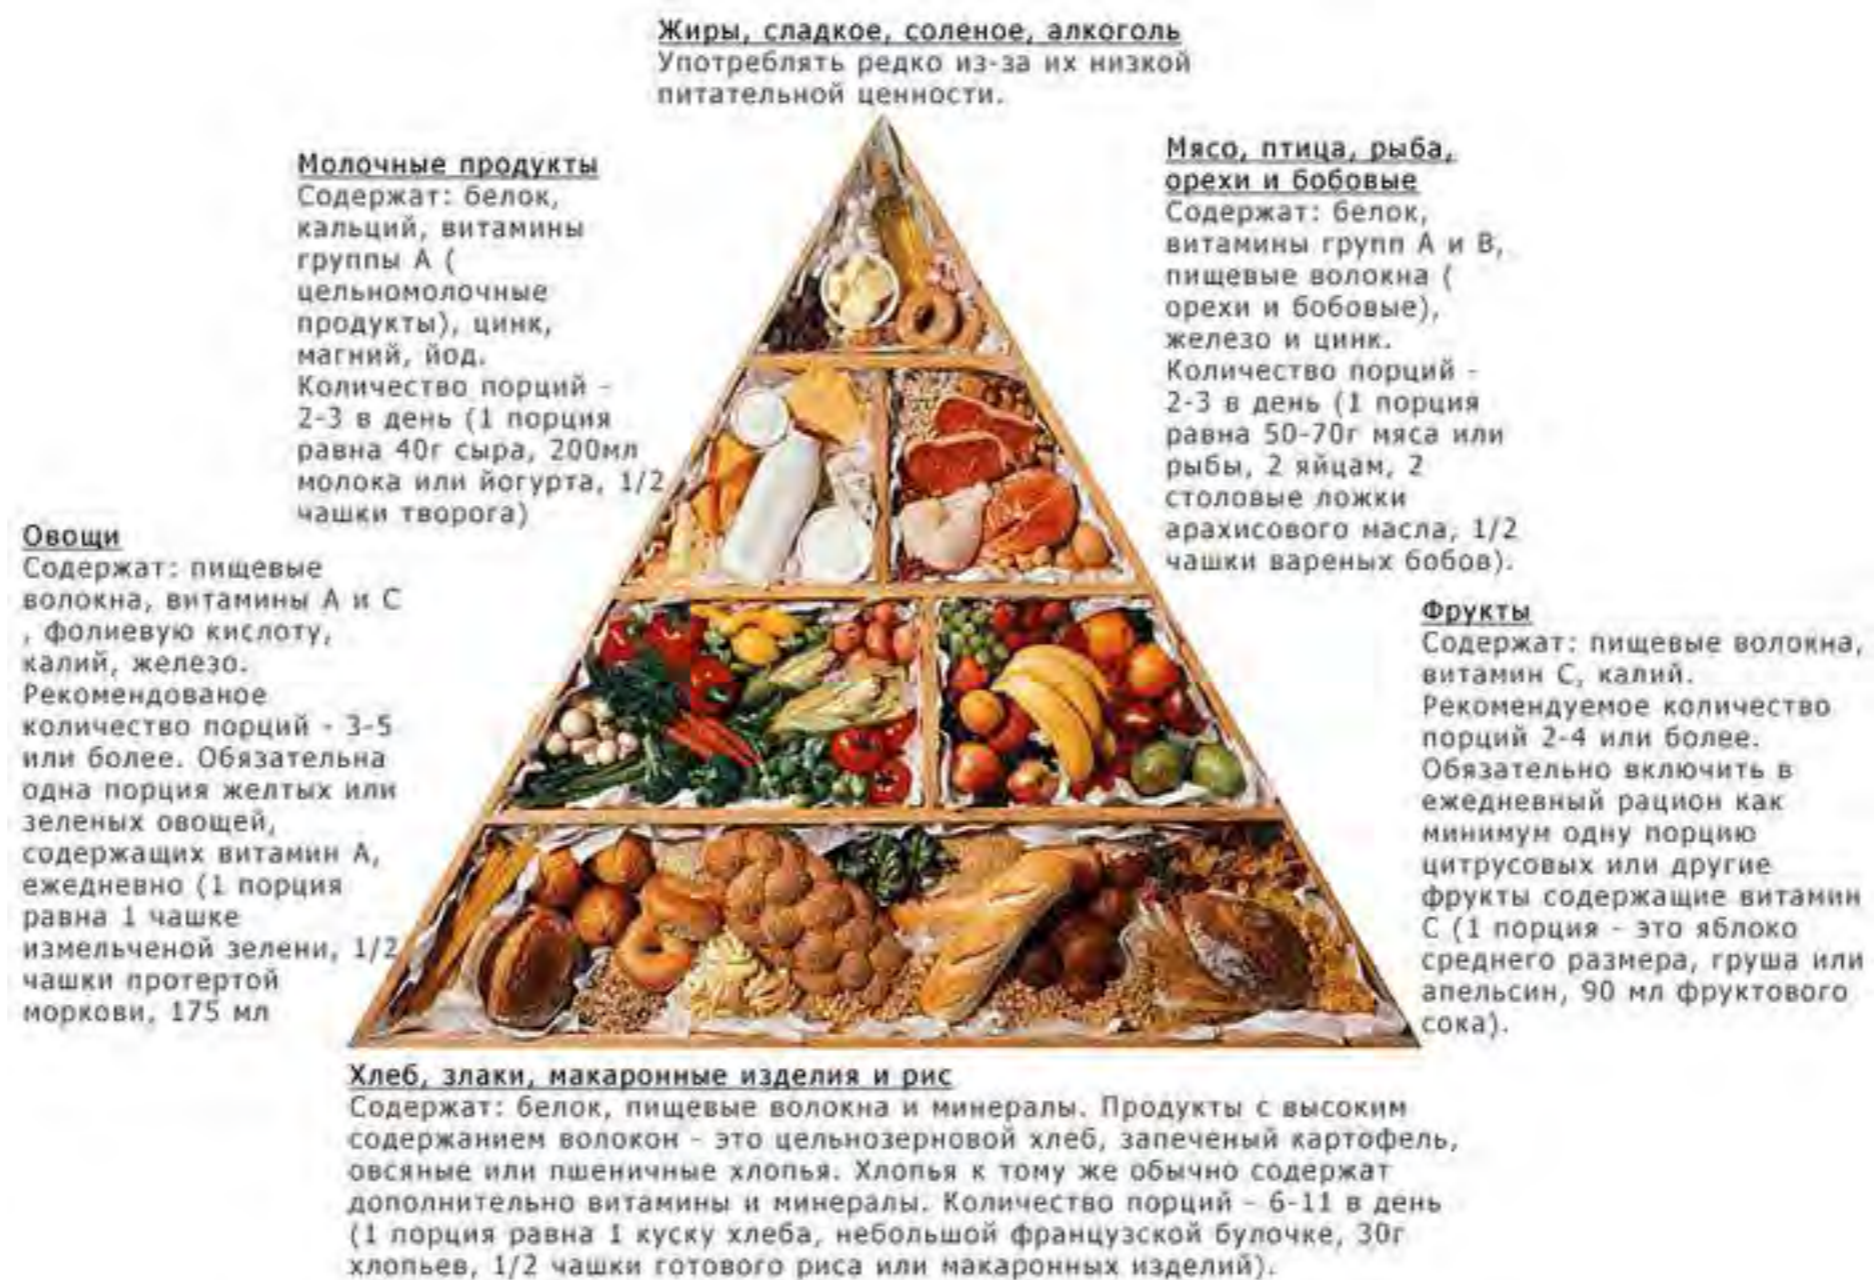 Жиры, сладкое, соленое, алкоголь
Употреблять редко из-за их низкой
питательной ценности.
Молочные продукты
Содержат: белок,
кальций, витамины
группы А (
цельномолочные
продукты), цинк,
магний, йод.
Количество порций -
2-3 в день (1 порция
равна 40г сыра, 200мл
молока или йогурта, 1/2
чашки творога)
Мясо, птица, рыба,
орехи и бобовые
Содержат: белок,
витамины групп А и В,
пищевые волокна (
орехи и бобовые),
железо и цинк.
Количество порций -
2-3 в день (1 порция
равна 50-70г мяса или
рыбы, 2 яйцам, 2
столовые ложки
арахисового масла, 1/2
чашки вареных бобов).
Овощи
Содержат: пищевые
волокна, витамины А и С
, фолиевую кислоту,
калий, железо.
Рекомендованое
количество порций - 3-5
или более. Обязательна
одна порция желтых или
зеленых овощей,
содержащих витамин А,
ежедневно (1 порция
равна 1 чашке
измельченой зелени, 1/2
чашки протертой
моркови, 175 мл
Фрукты
Содержат: пищевые волокна,
витамин С, калий.
Рекомендуемое количество
порций 2-4 или более.
Обязательно включить в
ежедневный рацион как
минимум одну порцию
цитрусовых или другие
фрукты содержащие витамин
С (1 порция - это яблоко
среднего размера, груша или
апельсин, 90 мл фруктового
сока).
Хлеб, злаки, макаронные изделия и рис
Содержат: белок, пищевые волокна и минералы. Продукты с высоким
содержанием волокон - это цельнозерновой хлеб, запеченый картофель,
овсяные или пшеничные хлопья. Хлопья к тому же обычно содержат
дополнительно витамины и минералы. Количество порций - 6-11 в день
(1 порция равна 1 куску хлеба, небольшой французской булочке, 30г
хлопьев, 1/2 чашки готового риса или макаронных изделий).